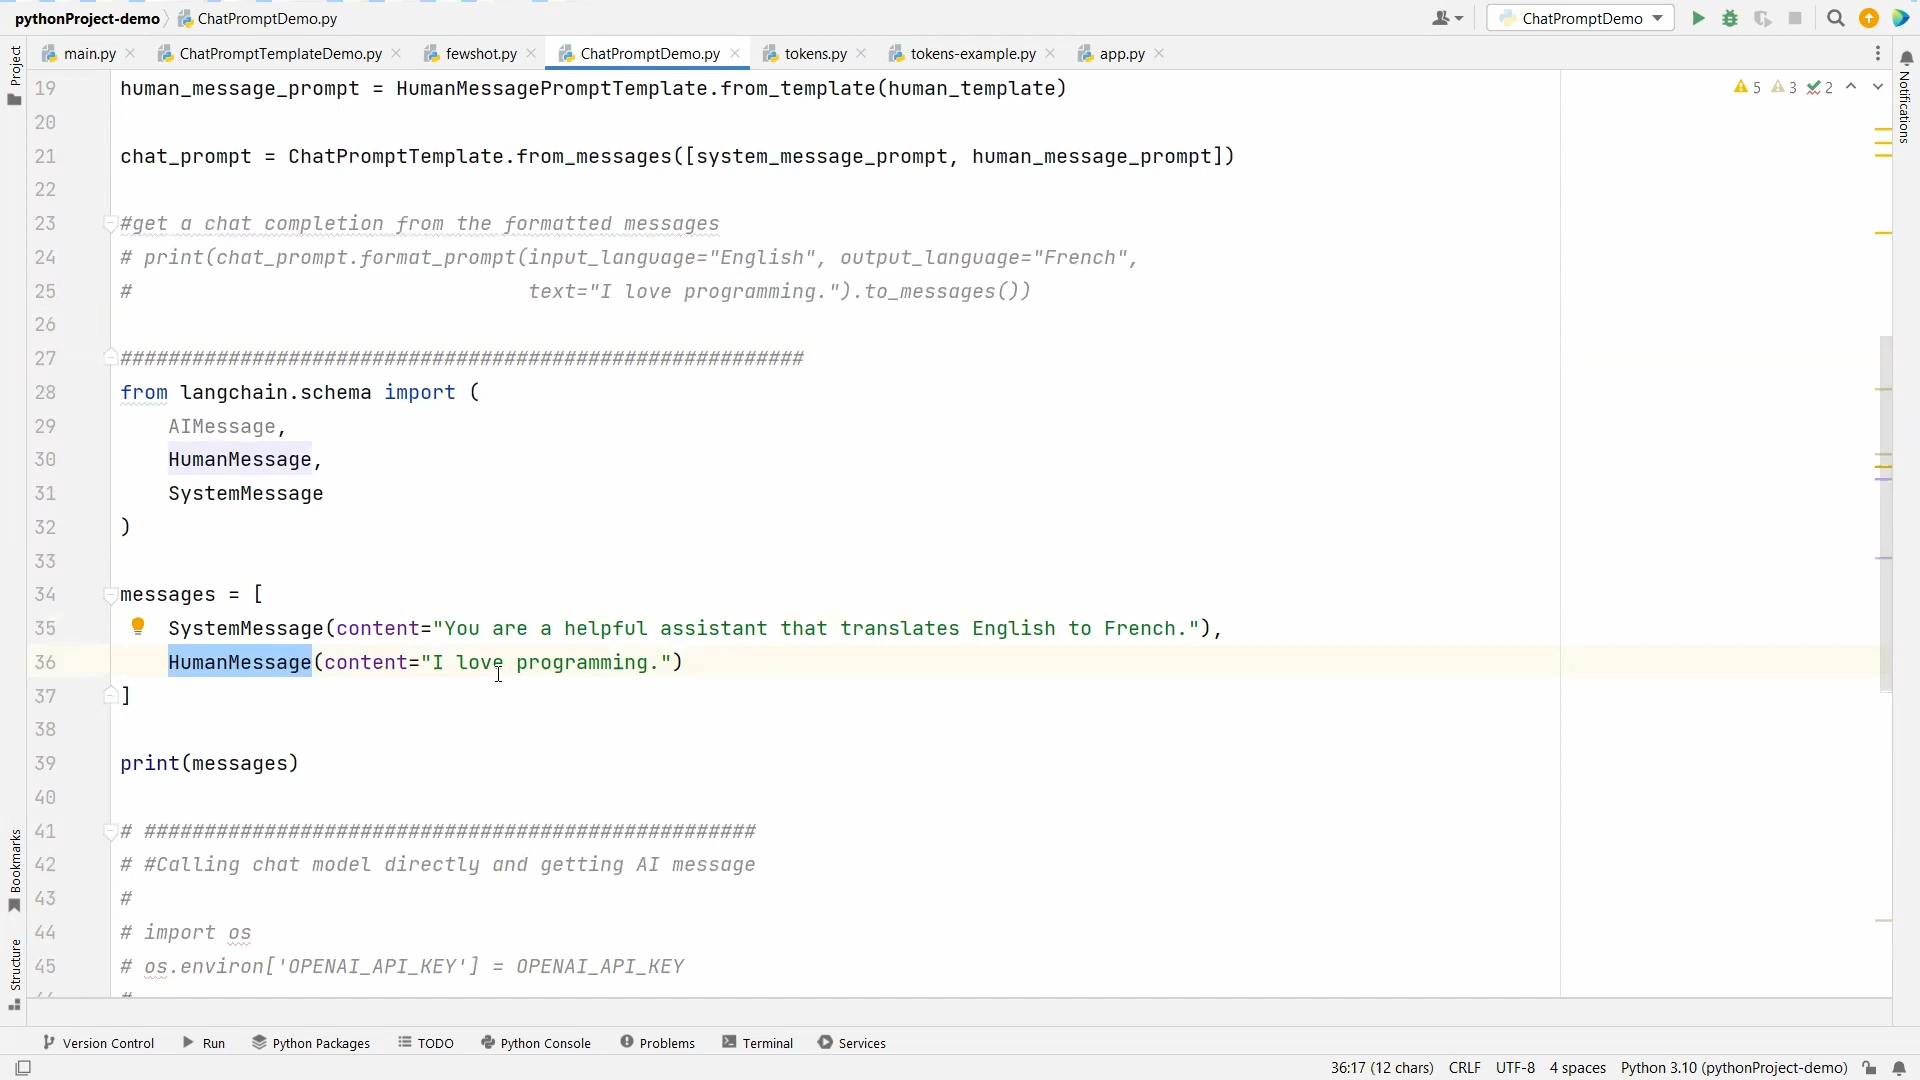 pythonProject-demo ChatPromptDemo.py
ChatPromptDemo
main.py ChatPromptTemplateDemo.py fewshot.py ChatPromptDemo.py tokens.py tokens-example.py app.py
Project
Notifications
5 3 2
19 human_message_prompt = HumanMessagePromptTemplate.from_template(human_template)
20
21 chat_prompt = ChatPromptTemplate.from_messages([system_message_prompt, human_message_prompt])
22
23 #get a chat completion from the formatted messages
24 # print(chat_prompt.format_prompt(input_language="English", output_language="French",
25 # text="I love programming.").to_messages())
26
27 #########################################################
28 from langchain.schema import (
29 AIMessage,
30 HumanMessage,
31 SystemMessage
32 )
33
34 messages = [
35 SystemMessage(content="You are a helpful assistant that translates English to French."),
36 HumanMessage(content="I love programming.")
37 ]
38
39 print(messages)
40
41 # ###################################################
42 # #Calling chat model directly and getting AI message
43 #
44 # import os
45 # os.environ['OPENAI_API_KEY'] = OPENAI_API_KEY
Bookmarks
Structure
Version Control Run Python Packages TODO Python Console Problems Terminal Services
36:17 (12 chars) CRLF UTF-8 4 spaces Python 3.10 (pythonProject-demo)